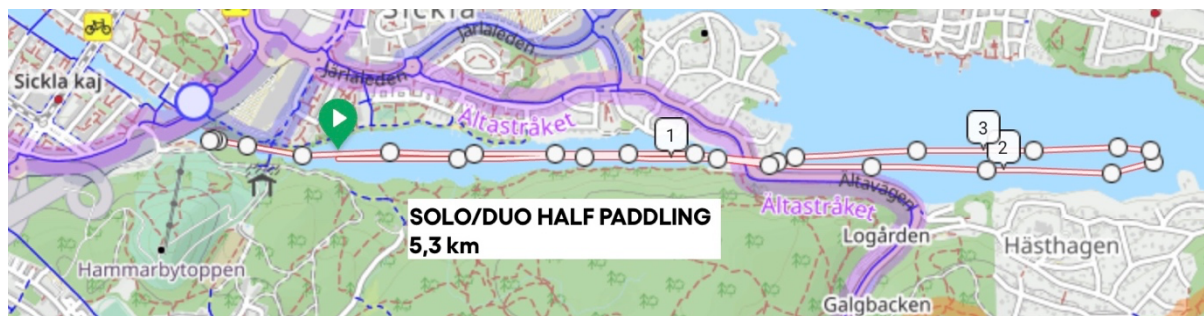 Sickla
Järlaleden
Järlaleden
Sickla kaj
Ältastråket
1
3
2
Ältavägen
Ältastråket
SOLO/DUO HALF PADDLING
5,3 km
Logården
Hästhagen
Hammarbytoppen
Galgbacken